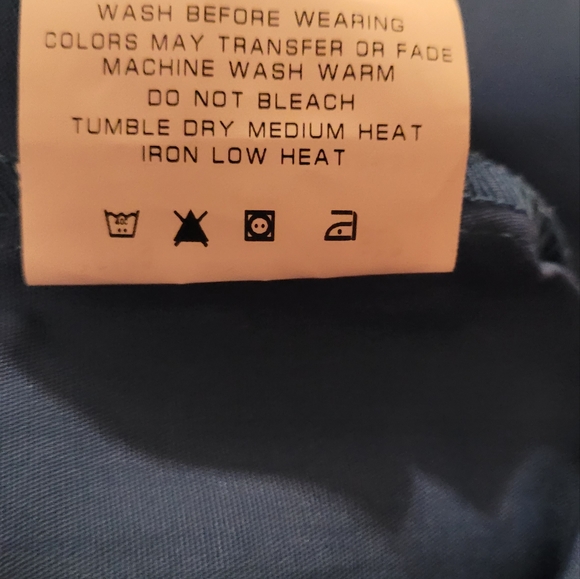 WASH BEFORE WEARING
COLORS MAY TRANSFER OR FADE
MACHINE WASH WARM
DO NOT BLEACH
TUMBLE DRY MEDIUM HEAT
IRON LOW HEAT